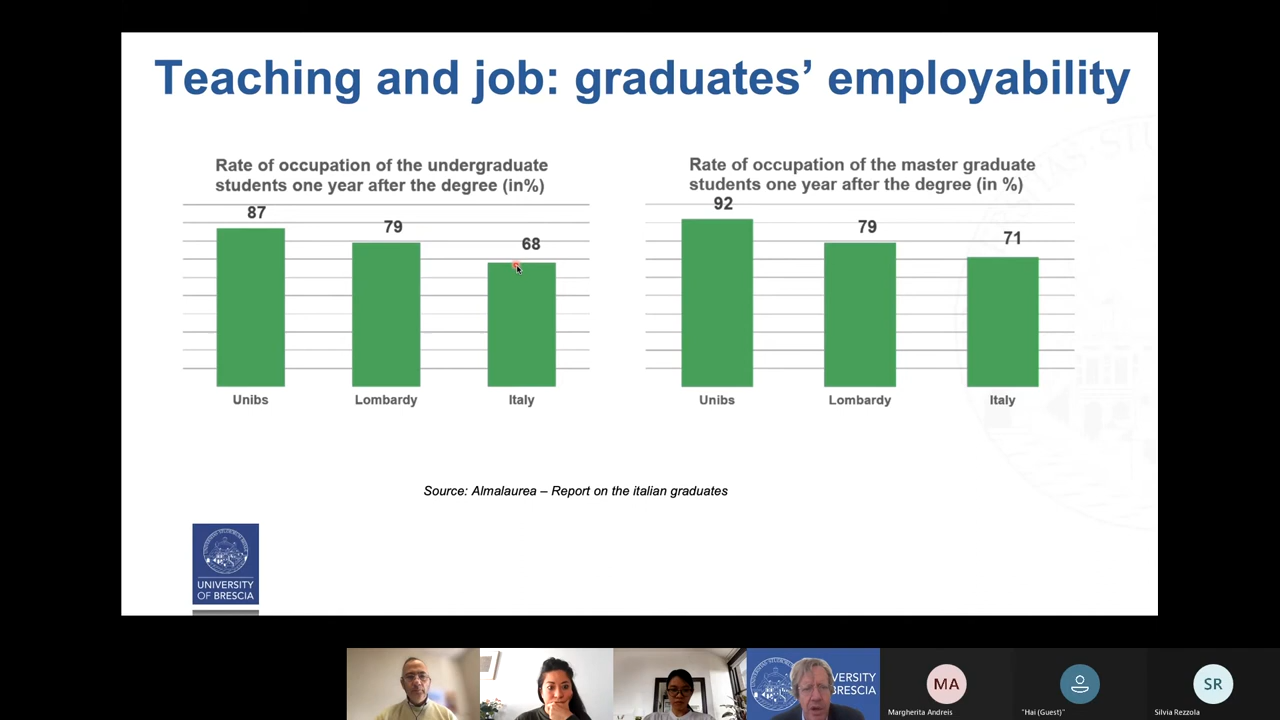 Teaching and job: graduates’ employability
Rate of occupation of the undergraduate
students one year after the degree (in%)
87
79
68
Unibs
Lombardy
Italy
Rate of occupation of the master graduate
students one year after the degree (in %)
92
79
71
Unibs
Lombardy
Italy
Source: Almalaurea – Report on the italian graduates
UNIVERSITY
OF BRESCIA
VERSITY
BRESCIA
MA
Margherita Andreis
"Hai (Guest)"
SR
Silvia Rezzola